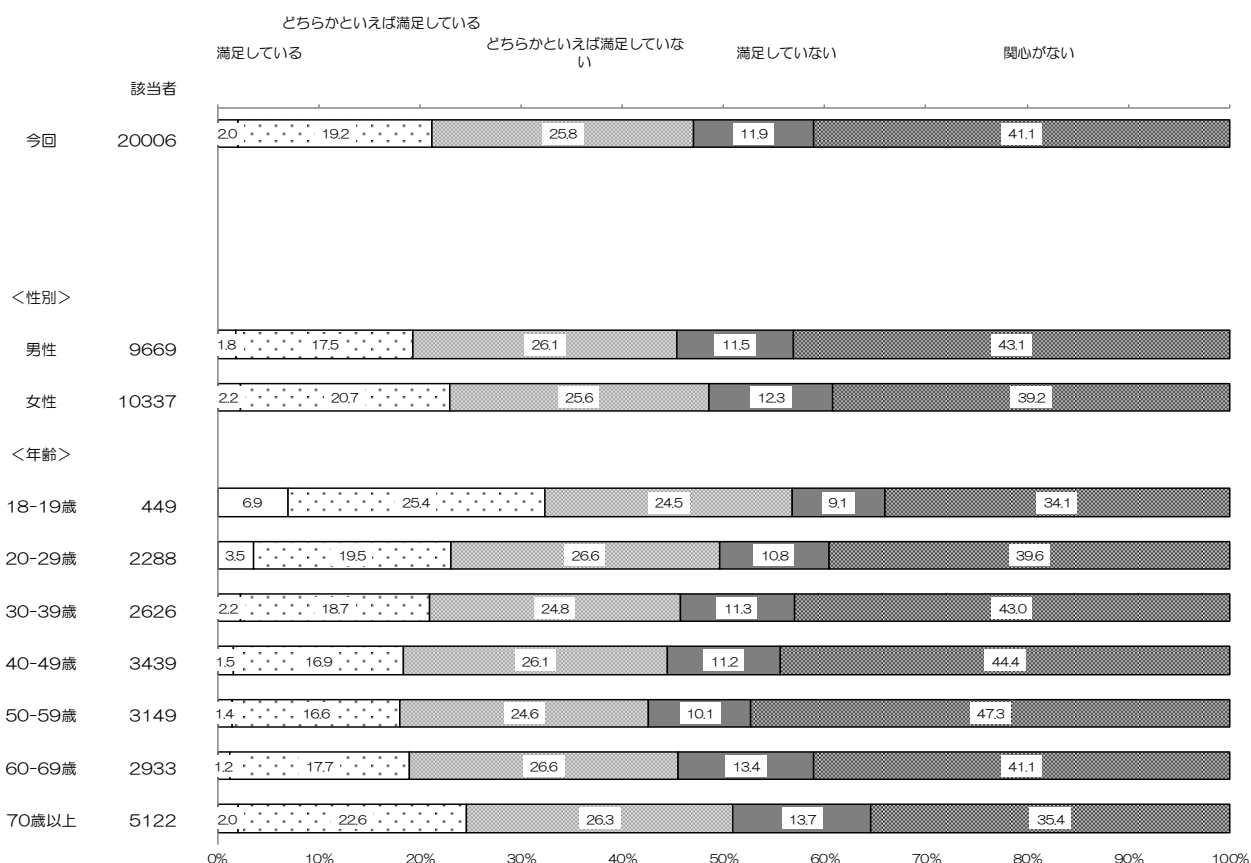 どちらかといえば満足している
満足している
どちらかといえば満足していな
い
満足していない
関心がない
該当者
今回 20006 2.0 19.2 25.8 11.9 41.1
＜性別＞
男性 9669 1.8 17.5 26.1 11.5 43.1
女性 10337 2.2 20.7 25.6 12.3 39.2
＜年齢＞
18-19歳 449 6.9 25.4 24.5 9.1 34.1
20-29歳 2288 3.5 19.5 26.6 10.8 39.6
30-39歳 2626 2.2 18.7 24.8 11.3 43.0
40-49歳 3439 1.5 16.9 26.1 11.2 44.4
50-59歳 3149 1.4 16.6 24.6 10.1 47.3
60-69歳 2933 1.2 17.7 26.6 13.4 41.1
70歳以上 5122 2.0 22.6 26.3 13.7 35.4
0% 10% 20% 30% 40% 50% 60% 70% 80% 90% 100%